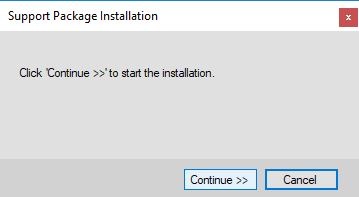 Support Package Installation
x
Click 'Continue >>' to start the installation.
Continue >>
Cancel